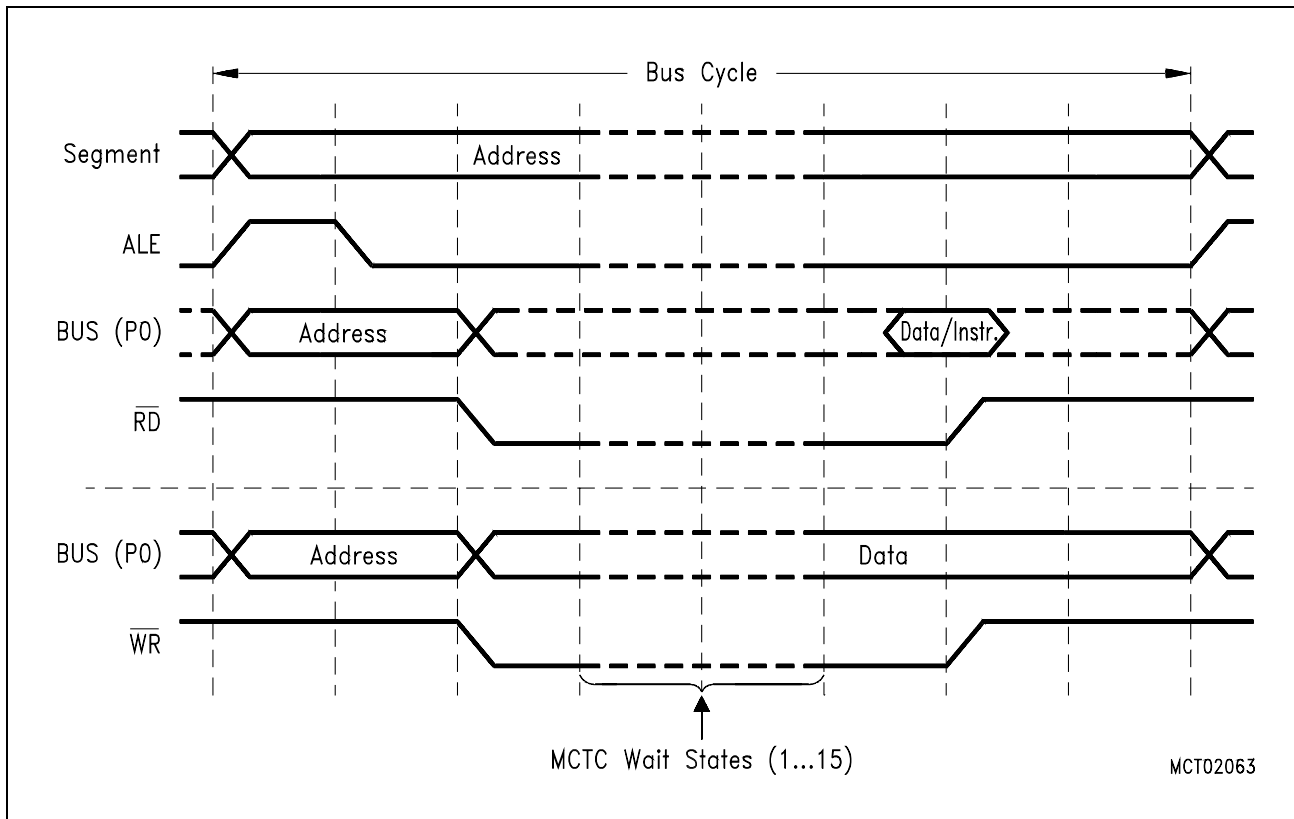 Bus Cycle
Segment
Address
ALE
BUS (P0)
Address
Data/Instr.
RD
BUS (P0)
Address
Data
WR
MCTC Wait States (1...15)
MCT02063